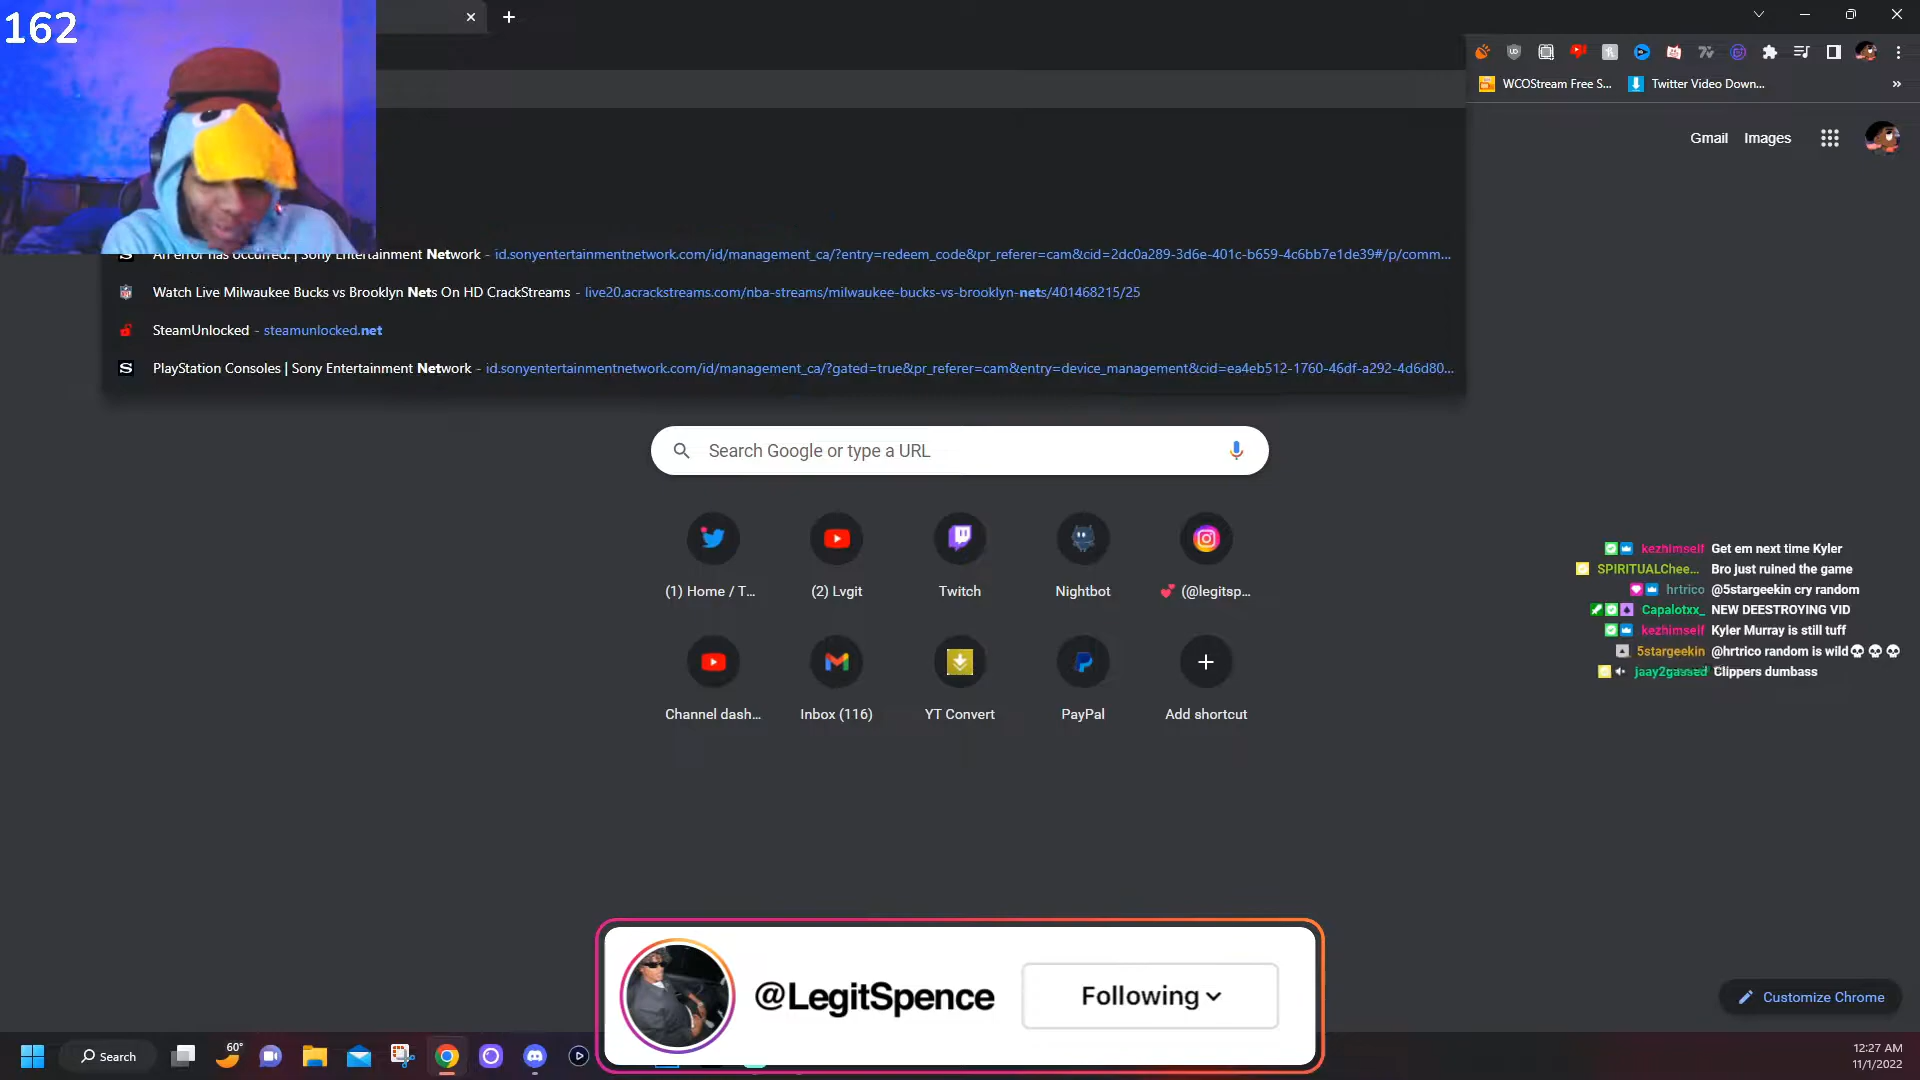 162
WCOStream Free S...
Twitter Video Down...
Gmail
Images
An error has occurred. | Sony Entertainment Network - id.sonyentertainmentnetwork.com/id/management_ca/?entry=redeem_code&pr_referer=cam&cid=2dc0a289-3d6e-401c-b659-4c6bb7e1de39#/p/comm...
Watch Live Milwaukee Bucks vs Brooklyn Nets On HD CrackStreams - live20.acrackstreams.com/nba-streams/milwaukee-bucks-vs-brooklyn-nets/401468215/25
SteamUnlocked - steamunlocked.net
PlayStation Consoles | Sony Entertainment Network - id.sonyentertainmentnetwork.com/id/management_ca/?gated=true&pr_referer=cam&entry=device_management&cid=ea4eb512-1760-46df-a292-4d6d80...
Search Google or type a URL
(1) Home / T...
(2) Lvgit
Twitch
Nightbot
💕 (@legitsp...
Channel dash...
Inbox (116)
YT Convert
PayPal
Add shortcut
kezhimself Get em next time Kyler
SPIRITUALChee... Bro just ruined the game
hrtrico @5stargeekin cry random
Capalotxx_ NEW DEESTROYING VID
kezhimself Kyler Murray is still tuff
5stargeekin @hrtrico random is wild💀💀💀
jaay2gassed Clippers dumbass
@LegitSpence
Following
Customize Chrome
Search
60°
12:27 AM
11/1/2022